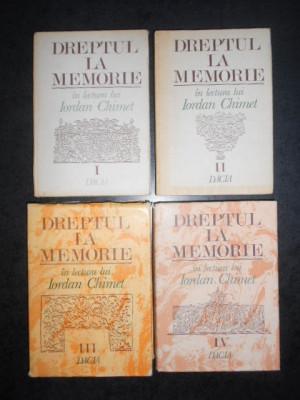 DREPTUL
LA
MEMORIE
în lectura lui
Iordan Chimet
I
DACIA
DREPTUL
LA
MEMORIE
în lectura lui
Iordan Chimet
II
DACIA
DREPTUL
LA
MEMORIE
în lectura lui
Iordan Chimet
III
DACIA
DREPTUL
LA
MEMORIE
în lectura lui
Iordan Chimet
IV
DACIA